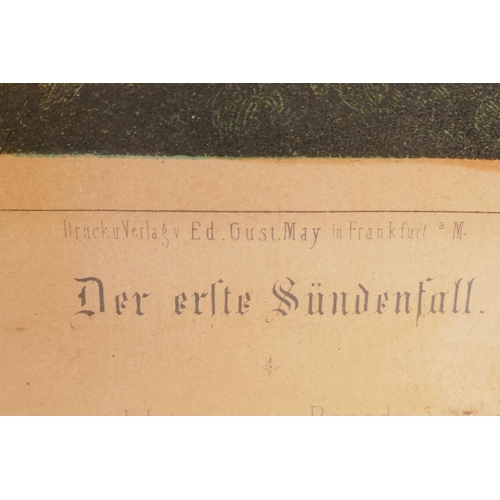 Druck u Verlag v Ed. Gust. May in Frankfurt a M.
Der erſte Sündenfall.